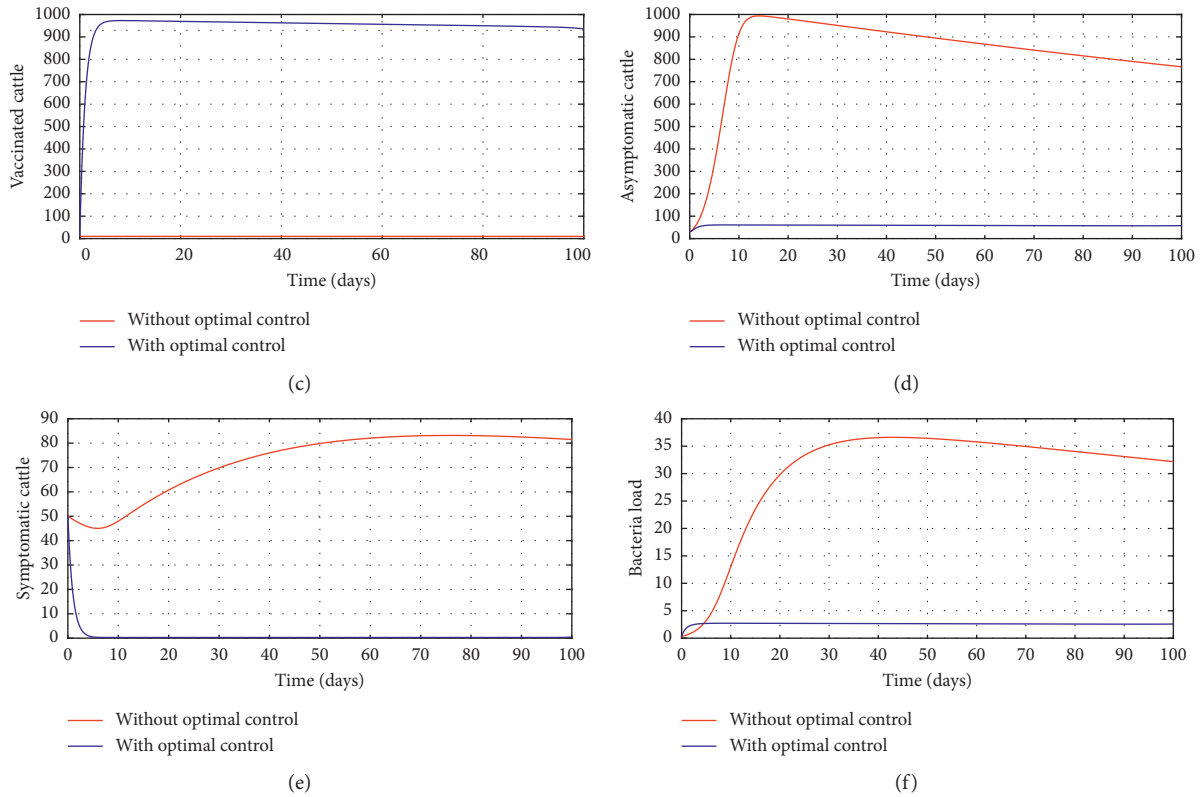 1000
900
800
700
600
500
400
300
200
100
0
Vaccinated cattle
0 20 40 60 80 100
Time (days)
Without optimal control
With optimal control
(c)
1000
900
800
700
600
500
400
300
200
100
0
Asymptomatic cattle
0 10 20 30 40 50 60 70 80 90 100
Time (days)
Without optimal control
With optimal control
(d)
90
80
70
60
50
40
30
20
10
0
Symptomatic cattle
0 10 20 30 40 50 60 70 80 90 100
Time (days)
Without optimal control
With optimal control
(e)
40
35
30
25
20
15
10
5
0
Bacteria load
0 10 20 30 40 50 60 70 80 90 100
Time (days)
Without optimal control
With optimal control
(f)